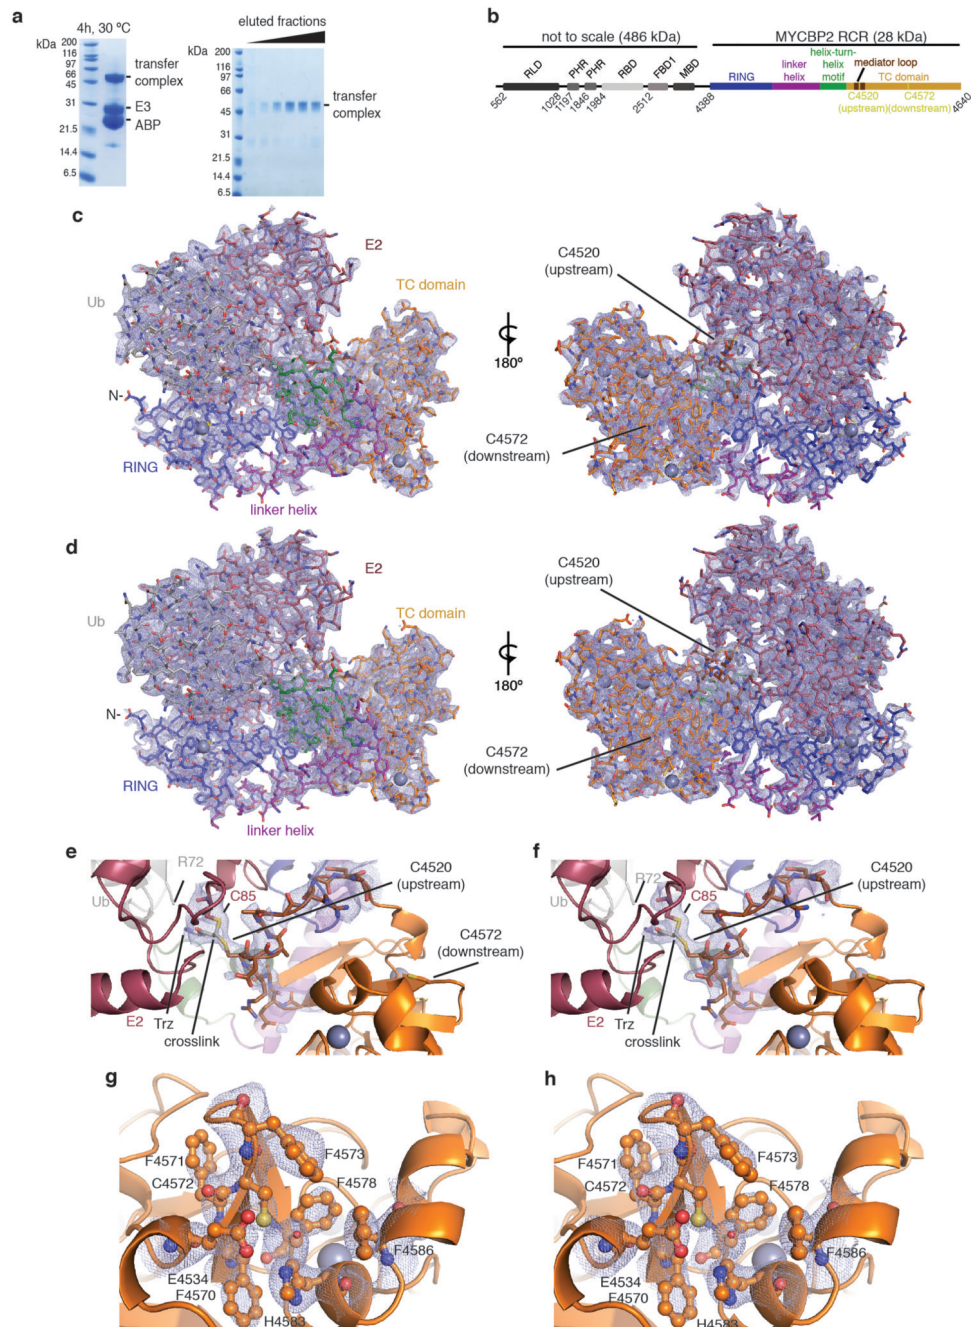 a
4h, 30 ºC
kDa
200
116
97
66
45
31
21.5
14.4
6.5
transfer
complex
E3
ABP
eluted fractions
kDa
200
116
97
66
45
31
21.5
14.4
6.5
transfer
complex
b
not to scale (486 kDa)
MYCBP2 RCR (28 kDa)
RLD
PHR
PHR
RBD
FBD1
MBD
RING
linker
helix
helix-turn-
helix
motif
mediator loop
TC domain
562
1028
1197
1846
1984
2512
4388
4640
C4520
(upstream)
C4572
(downstream)
c
E2
Ub
TC domain
N-
RING
linker helix
180º
C4520
(upstream)
C4572
(downstream)
d
E2
Ub
TC domain
N-
RING
linker helix
180º
C4520
(upstream)
C4572
(downstream)
e
R72
Ub
C85
C4520
(upstream)
C4572
(downstream)
E2
Trz
crosslink
f
R72
Ub
C85
C4520
(upstream)
E2
Trz
crosslink
g
F4571
C4572
F4573
F4578
F4586
E4534
F4570
H4583
h
F4571
C4572
F4573
F4578
F4586
E4534
F4570
H4583